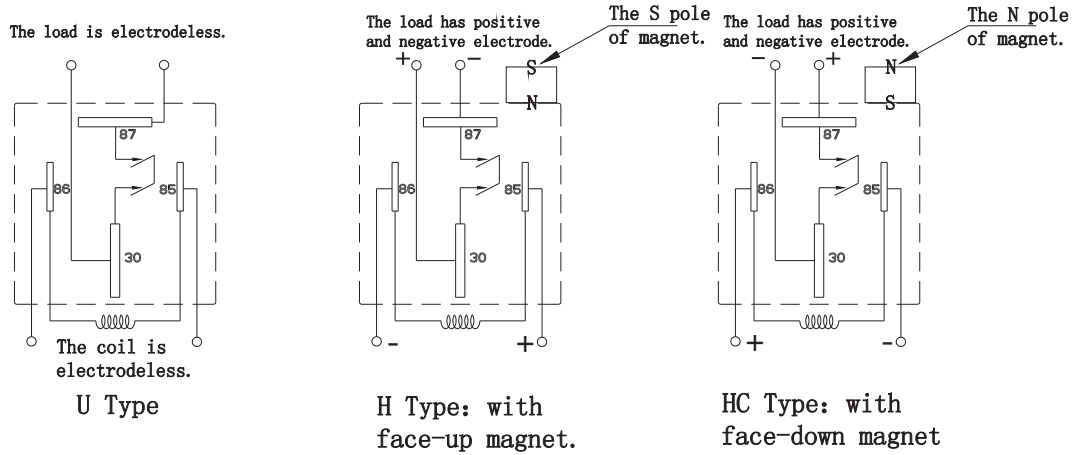 The load is electrodeless.
87
86
85
30
The coil is
electrodeless.
U Type
The load has positive
and negative electrode.
The S pole
of magnet.
+
-
S
N
87
86
85
30
-
+
H Type: with
face-up magnet.
The load has positive
and negative electrode.
The N pole
of magnet.
-
+
N
S
87
86
85
30
+
-
HC Type: with
face-down magnet